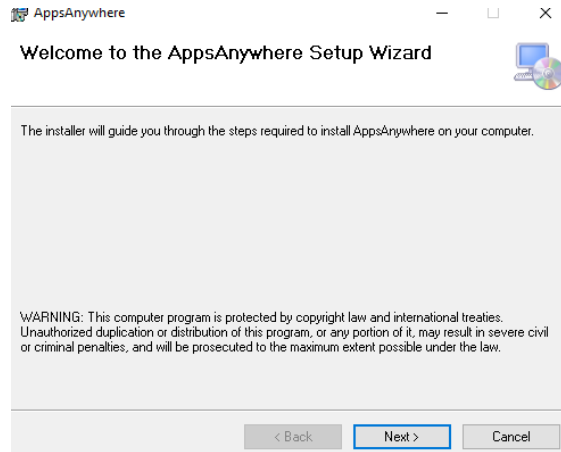 AppsAnywhere
Welcome to the AppsAnywhere Setup Wizard
The installer will guide you through the steps required to install AppsAnywhere on your computer.
WARNING: This computer program is protected by copyright law and international treaties.
Unauthorized duplication or distribution of this program, or any portion of it, may result in severe civil
or criminal penalties, and will be prosecuted to the maximum extent possible under the law.
< Back Next > Cancel